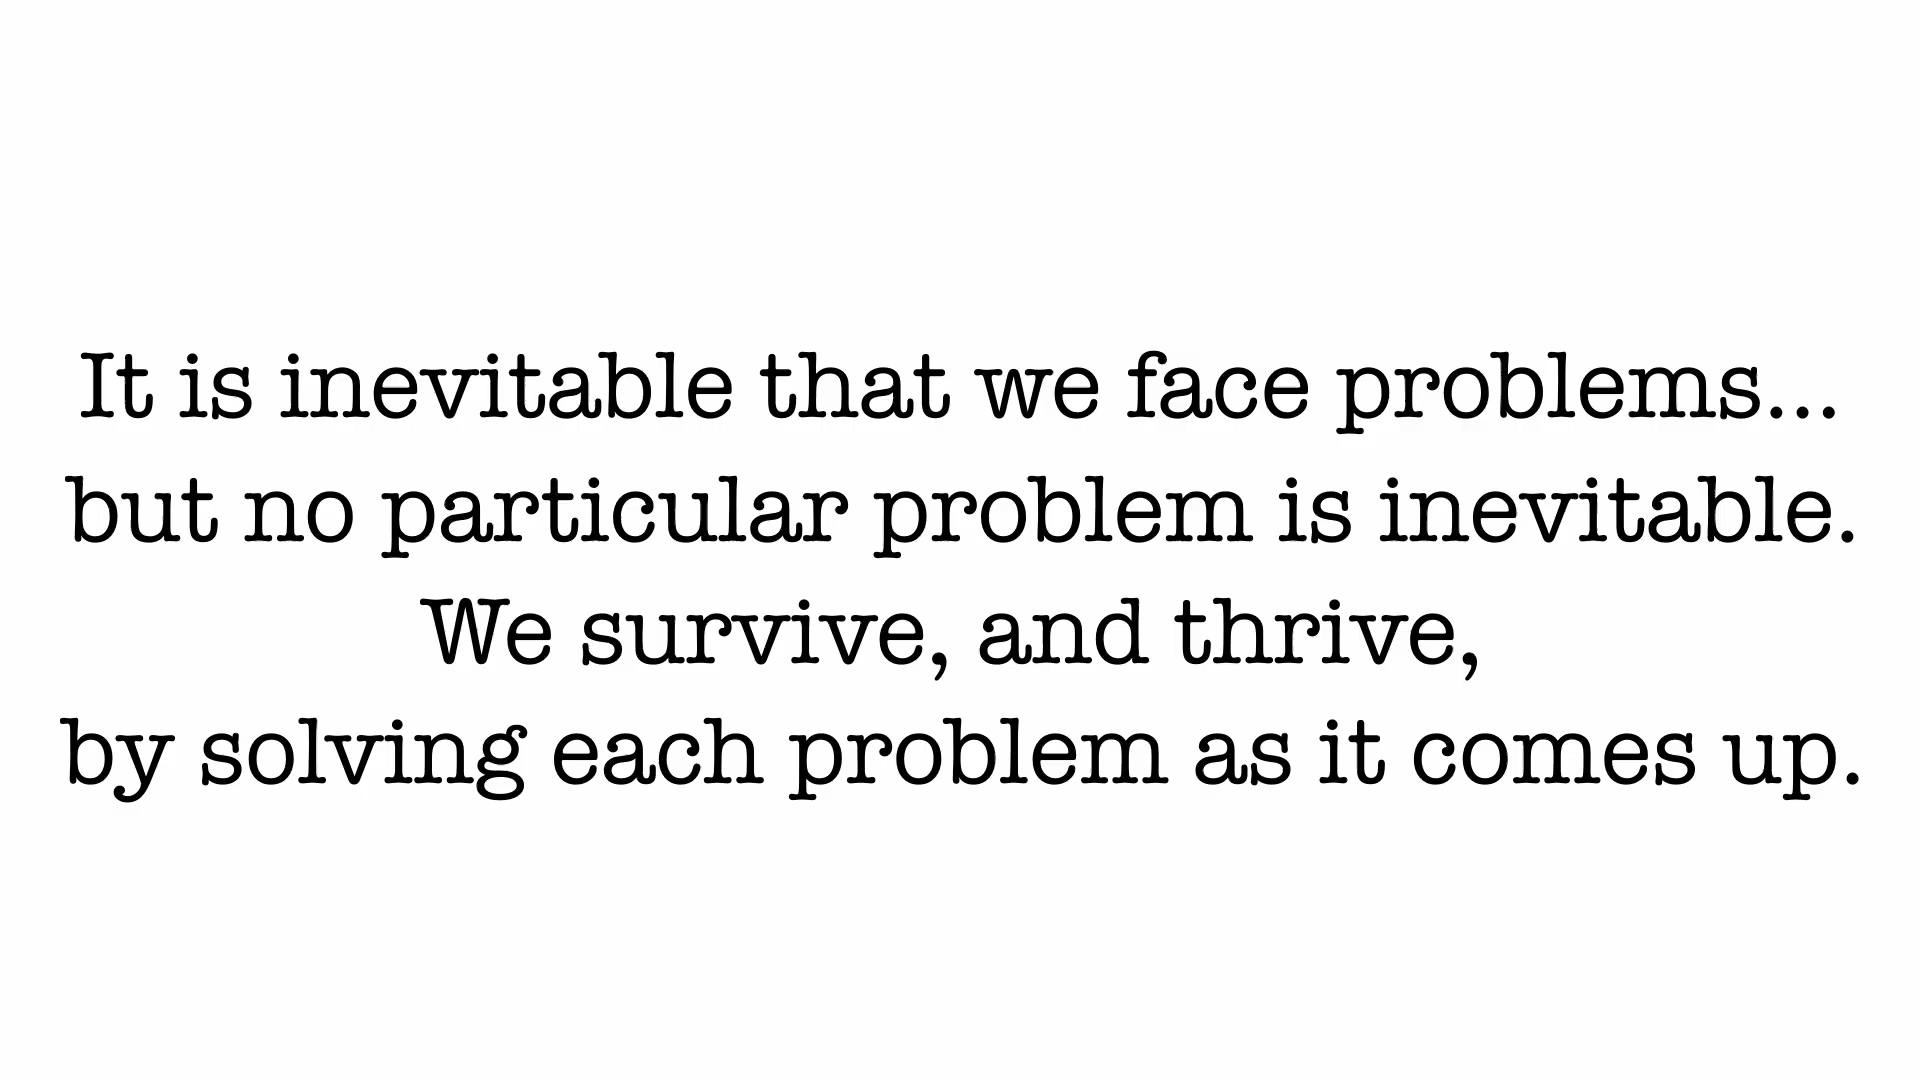 It is inevitable that we face problems...
but no particular problem is inevitable.
We survive, and thrive,
by solving each problem as it comes up.